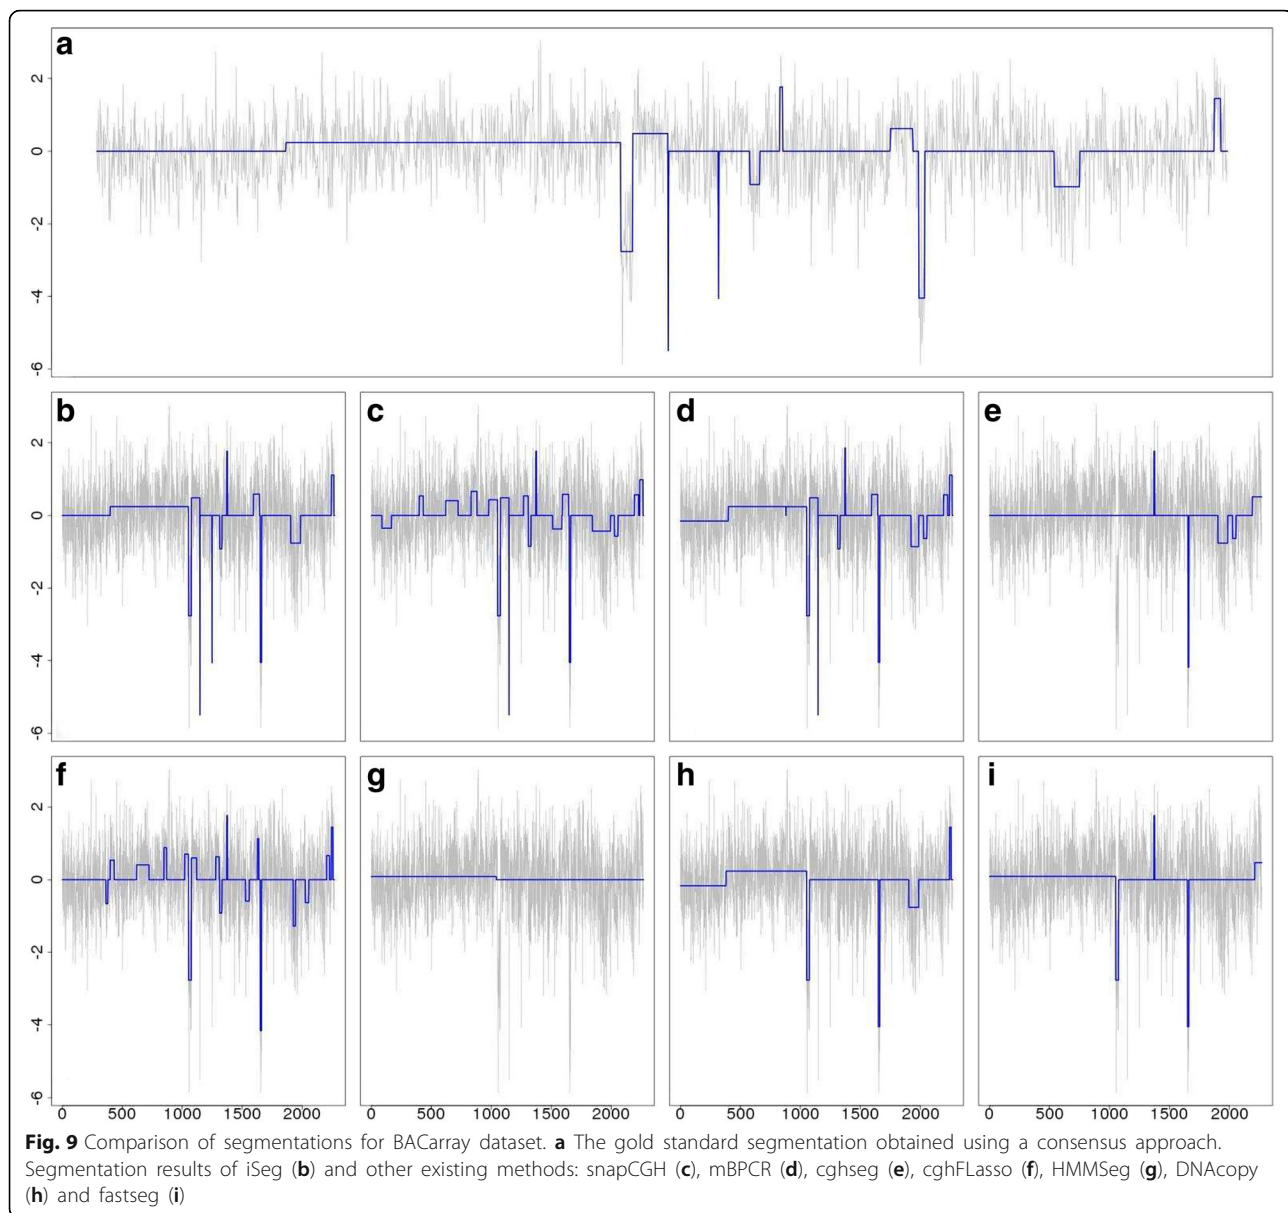 a
2
0
-2
-4
-6
b c d e
2
0
-2
-4
-6
f g h i
2
0
-2
-4
-6
0 500 1000 1500 2000 0 500 1000 1500 2000 0 500 1000 1500 2000 0 500 1000 1500 2000
Fig. 9 Comparison of segmentations for BACarray dataset. a The gold standard segmentation obtained using a consensus approach.
Segmentation results of iSeg (b) and other existing methods: snapCGH (c), mBPCR (d), cghseg (e), cghFLasso (f), HMMSeg (g), DNAcopy
(h) and fastseg (i)